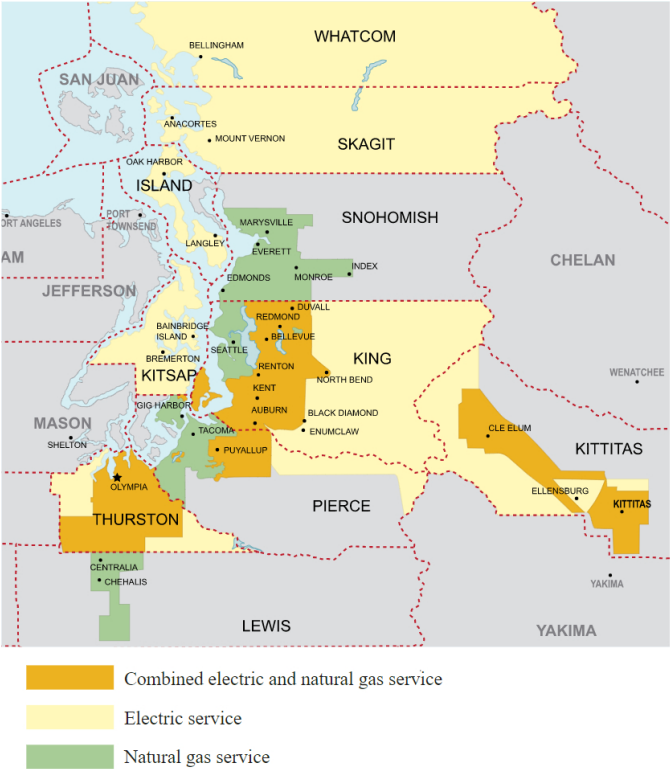 WHATCOM
BELLINGHAM
SAN JUAN
ANACORTES
MOUNT VERNON
SKAGIT
OAK HARBOR
ISLAND
PORT
TOWNSEND
ORT ANGELES
SNOHOMISH
MARYSVILLE
LANGLEY
EVERETT
AM
CHELAN
INDEX
MONROE
EDMONDS
JEFFERSON
DUVALL
REDMOND
BAINBRIDGE
ISLAND
BELLEVUE
SEATTLE
BREMERTON
KING
RENTON
KITSAP
NORTH BEND
WENATCHEE
KENT
GIG HARBOR
AUBURN
BLACK DIAMOND
MASON
TACOMA
ENUMCLAW
CLE ELUM
SHELTON
PUYALLUP
KITTITAS
OLYMPIA
ELLENSBURG
KITTITAS
PIERCE
THURSTON
CENTRALIA
CHEHALIS
YAKIMA
LEWIS
YAKIMA
Combined electric and natural gas service
Electric service
Natural gas service